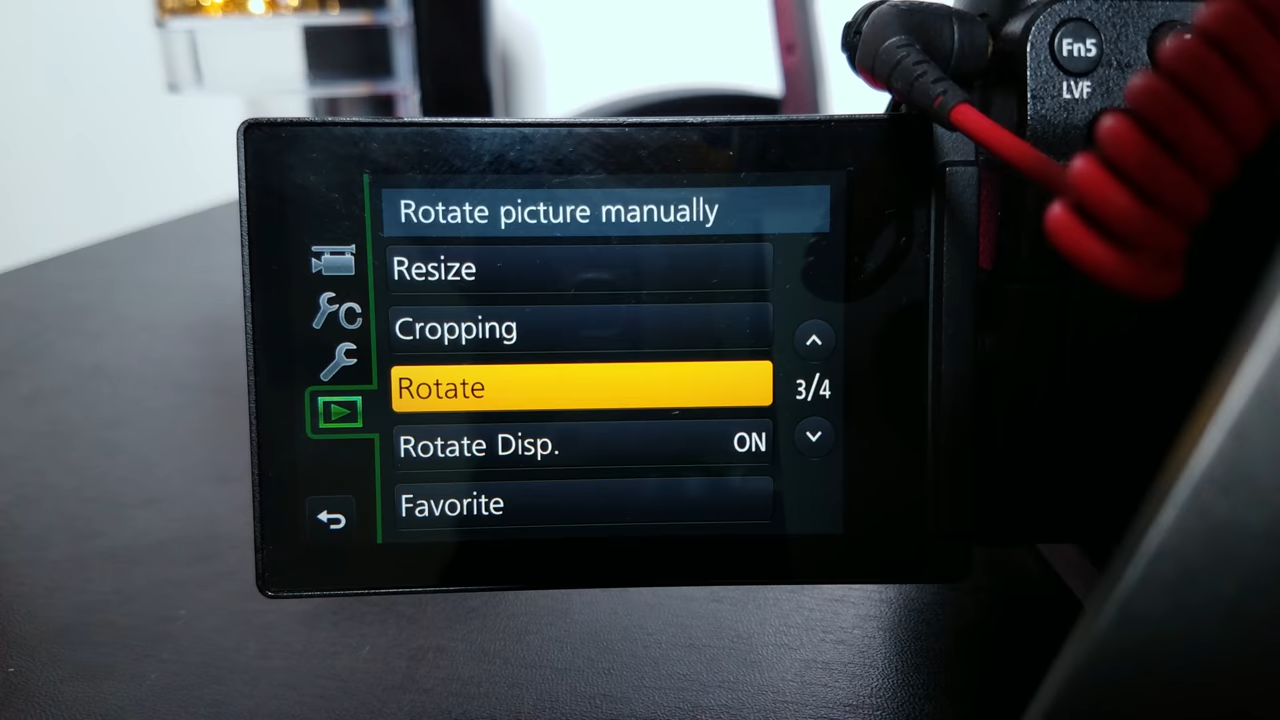 Fn5
LVF
Rotate picture manually
Resize
Cropping
Rotate
3/4
Rotate Disp. ON
Favorite
C